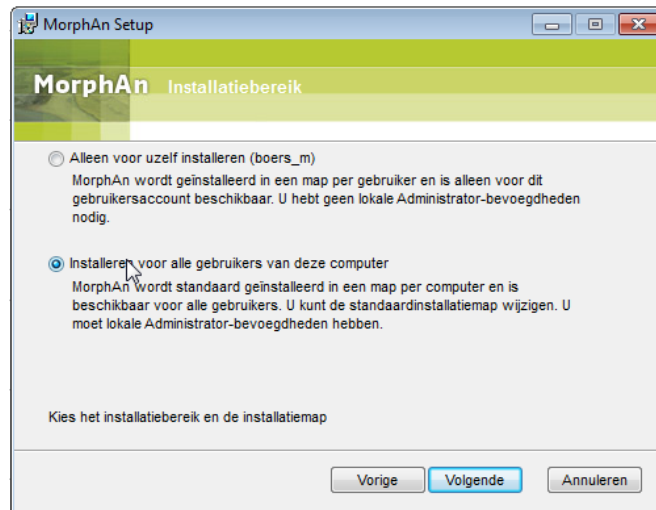 MorphAn Setup
MorphAn Installatiebereik
Alleen voor uzelf installeren (boers_m)
MorphAn wordt geïnstalleerd in een map per gebruiker en is alleen voor dit
gebruikersaccount beschikbaar. U hebt geen lokale Administrator-bevoegdheden
nodig.
Installeren voor alle gebruikers van deze computer
MorphAn wordt standaard geïnstalleerd in een map per computer en is
beschikbaar voor alle gebruikers. U kunt de standaardinstallatiemap wijzigen. U
moet lokale Administrator-bevoegdheden hebben.
Kies het installatiebereik en de installatiemap
Vorige
Volgende
Annuleren